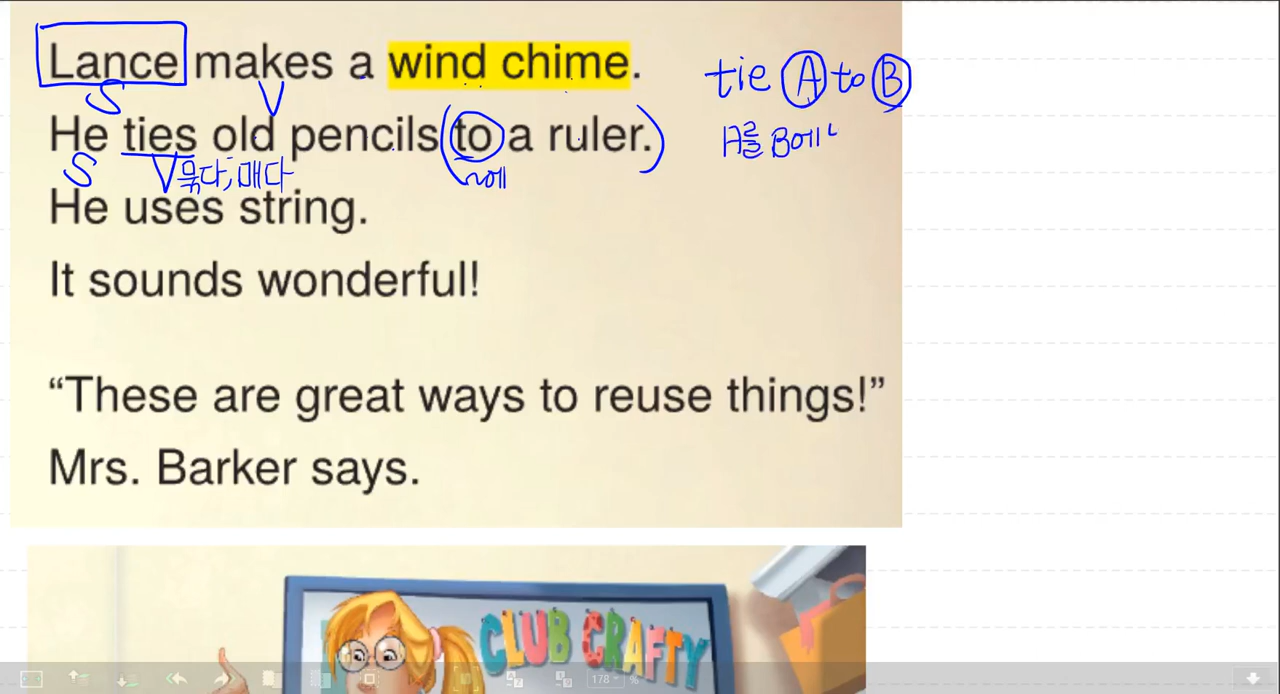 Lance makes a wind chime.
tie A to B
S V
He ties old pencils (to a ruler.)
A를 B에
S V 묶다, 매다 ~에
He uses string.
It sounds wonderful!
“These are great ways to reuse things!”
Mrs. Barker says.
CLUB CRAFTY
178 %